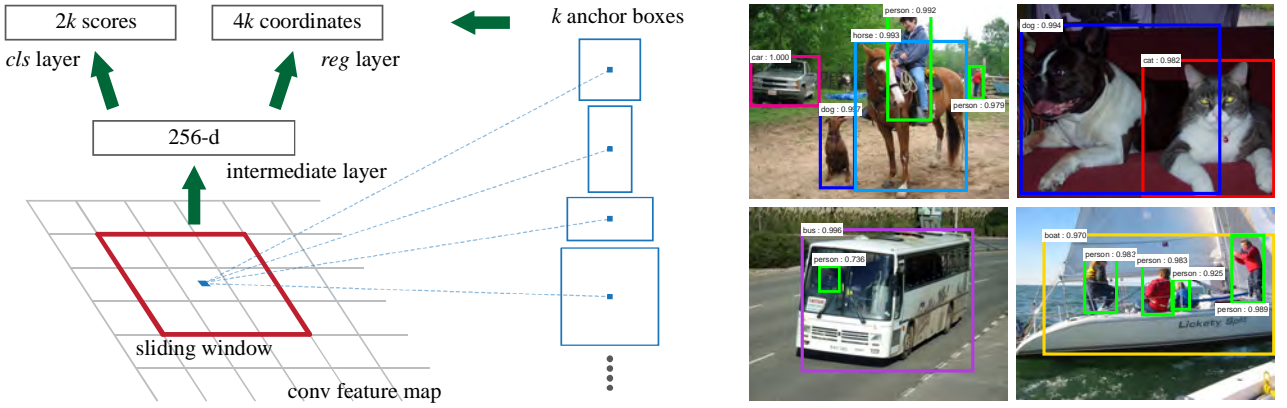 2k scores
4k coordinates
k anchor boxes
cls layer
reg layer
256-d
intermediate layer
sliding window
conv feature map
person : 0.992
horse : 0.993
car : 1.000
dog : 0.997
person : 0.979
dog : 0.994
cat : 0.982
bus : 0.996
person : 0.736
boat : 0.970
person : 0.983
person : 0.983
person : 0.925
person : 0.989
Lickety Split